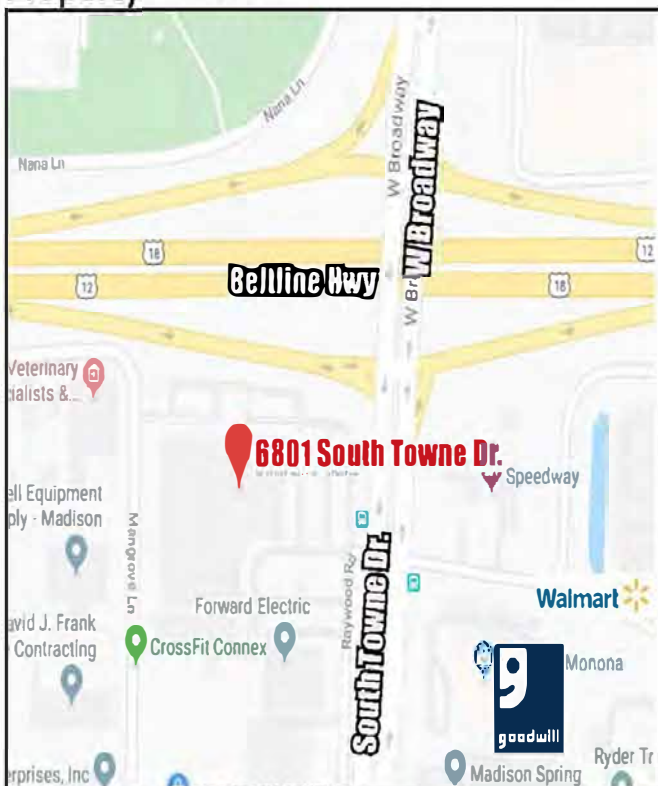 Nana Ln
Nana Ln
W Broadway
W Broadway
18
12
Beltline Hwy
12
18
W Br
Veterinary
ialists &...
6801 South Towne Dr.
Speedway
ell Equipment
ply - Madison
Mangrove Ln
Raywood Rd
South Towne Dr.
Walmart
Forward Electric
avid J. Frank
Contracting
CrossFit Connex
Monona
g
goodwill
Ryder Tr
erprises, Inc
Madison Spring